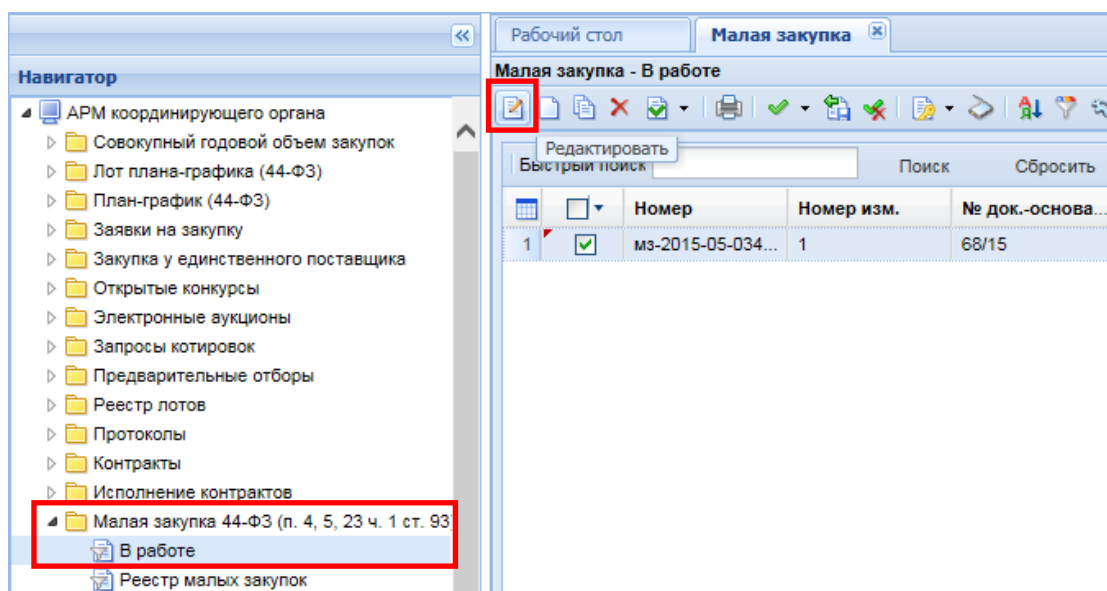 Навигатор
АРМ координирующего органа
Совокупный годовой объем закупок
Лот плана-графика (44-ФЗ)
План-график (44-ФЗ)
Заявки на закупку
Закупка у единственного поставщика
Открытые конкурсы
Электронные аукционы
Запросы котировок
Предварительные отборы
Реестр лотов
Протоколы
Контракты
Исполнение контрактов
Малая закупка 44-ФЗ (п. 4, 5, 23 ч. 1 ст. 93)
В работе
Реестр малых закупок
Рабочий стол Малая закупка
Малая закупка - В работе
Редактировать
Быстрый поиск Поиск Сбросить
Номер Номер изм. № док.-основа...
1 мз-2015-05-034... 1 68/15